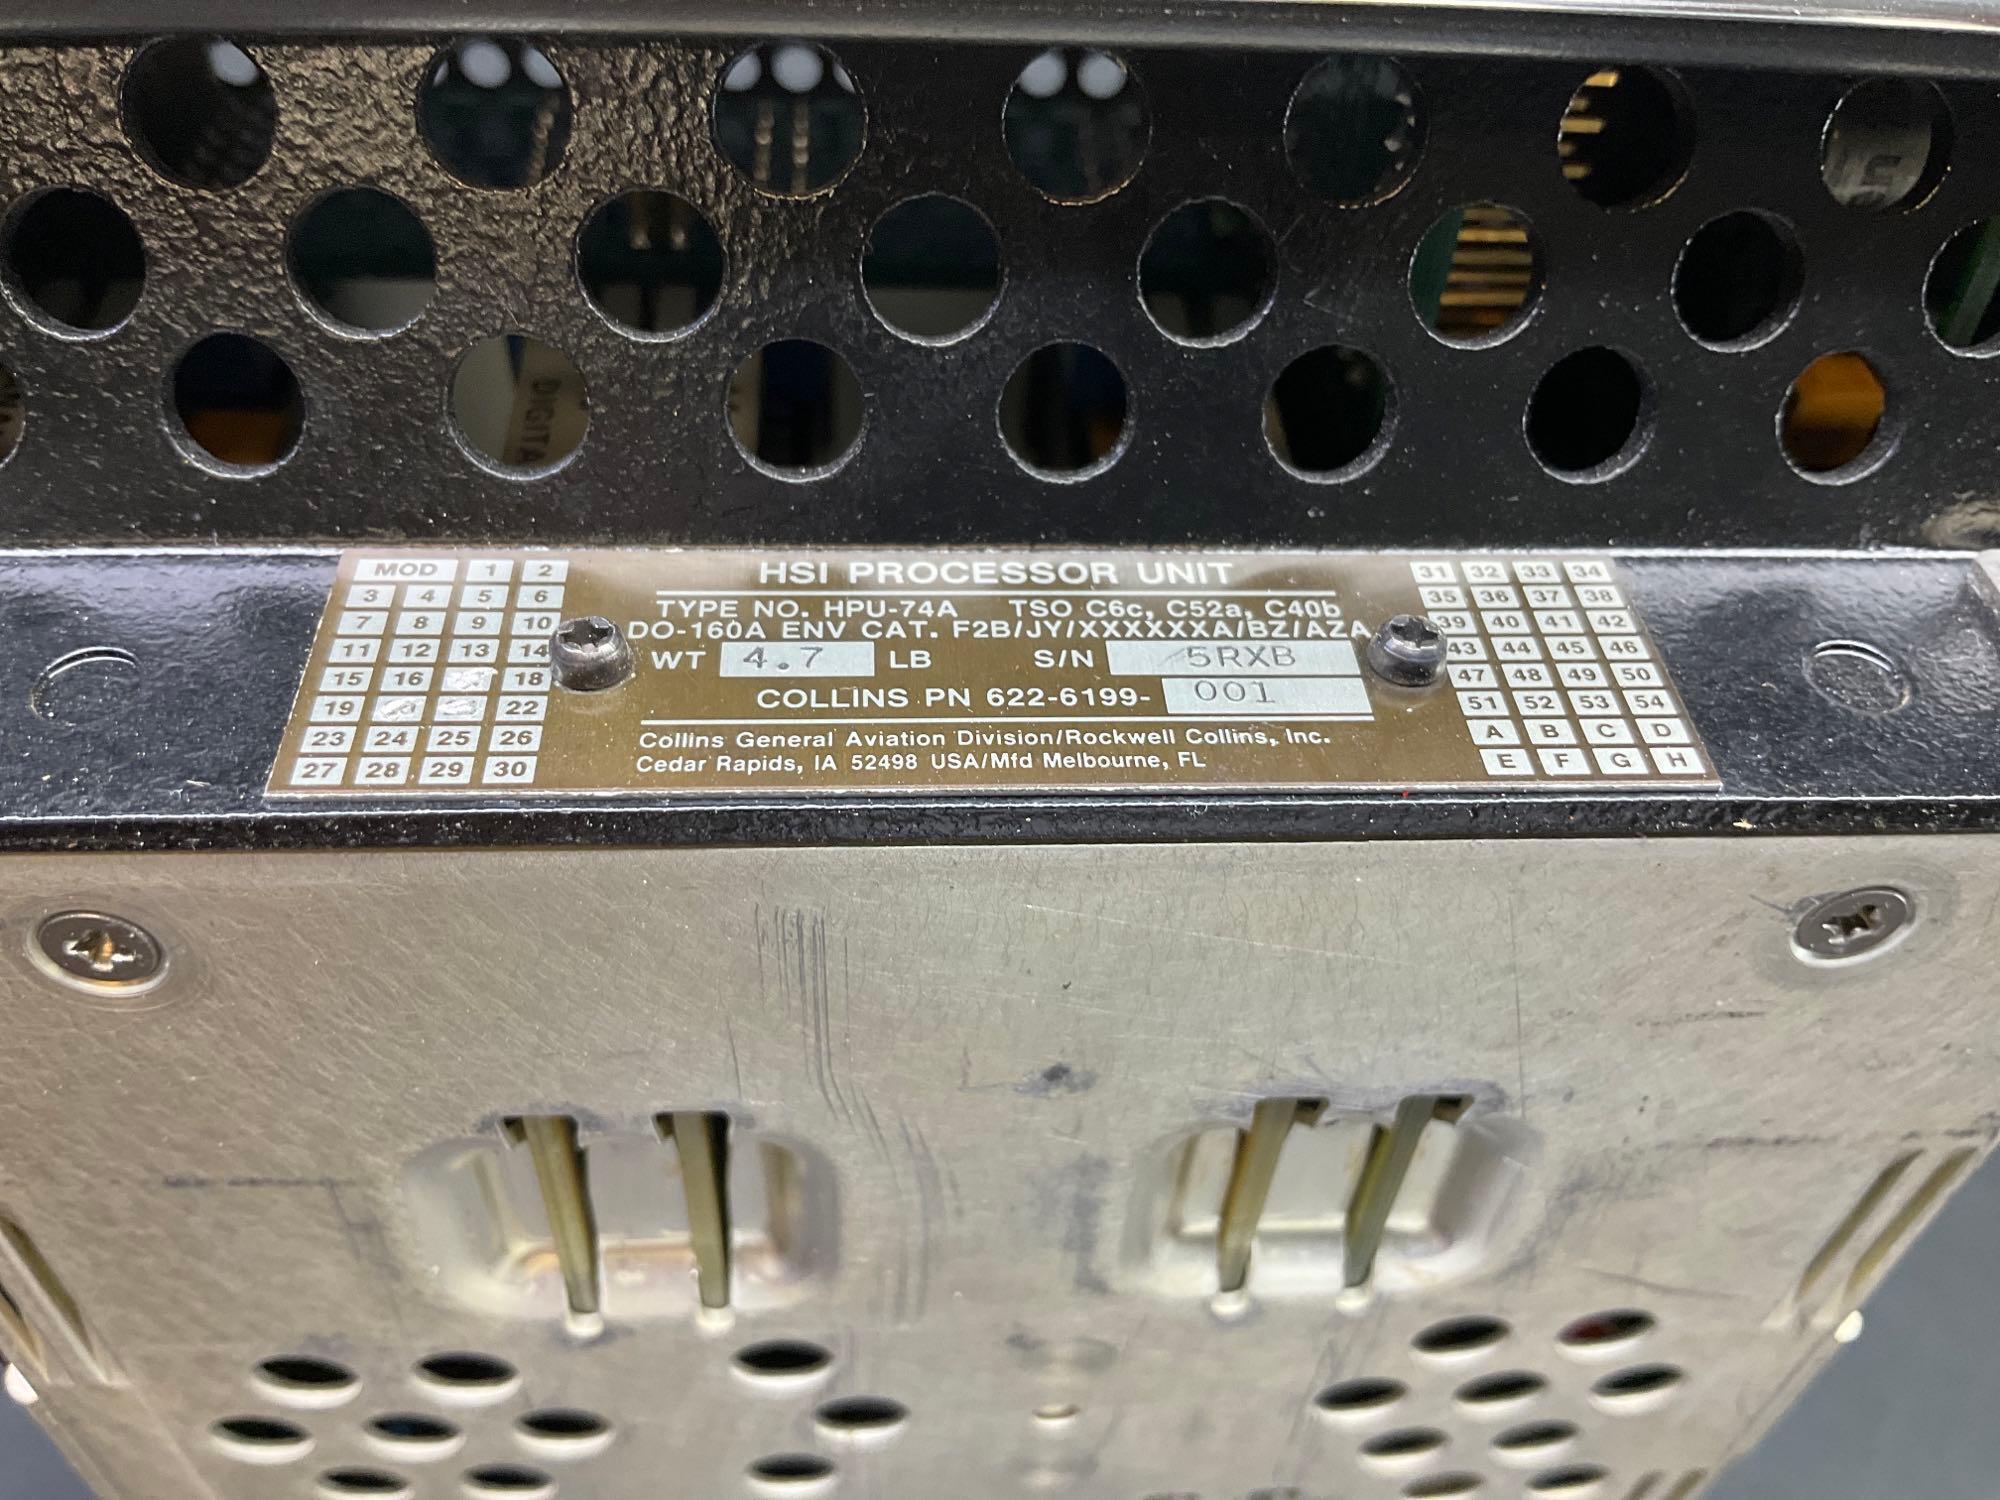 DIGITA
MOD 1 2
3 4 5 6
7 8 9 10
11 12 13 14
15 16 18
19 22
23 24 25 26
27 28 29 30
HSI PROCESSOR UNIT
TYPE NO. HPU-74A TSO C6c, C52a, C40b
DO-160A ENV CAT. F2B/JY/XXXXXXA/BZ/AZA
WT 4.7 LB S/N 5RXB
COLLINS PN 622-6199-001
Collins General Aviation Division/Rockwell Collins, Inc.
Cedar Rapids, IA 52498 USA/Mfd Melbourne, FL
31 32 33 34
35 36 37 38
39 40 41 42
43 44 45 46
47 48 49 50
51 52 53 54
A B C D
E F G H